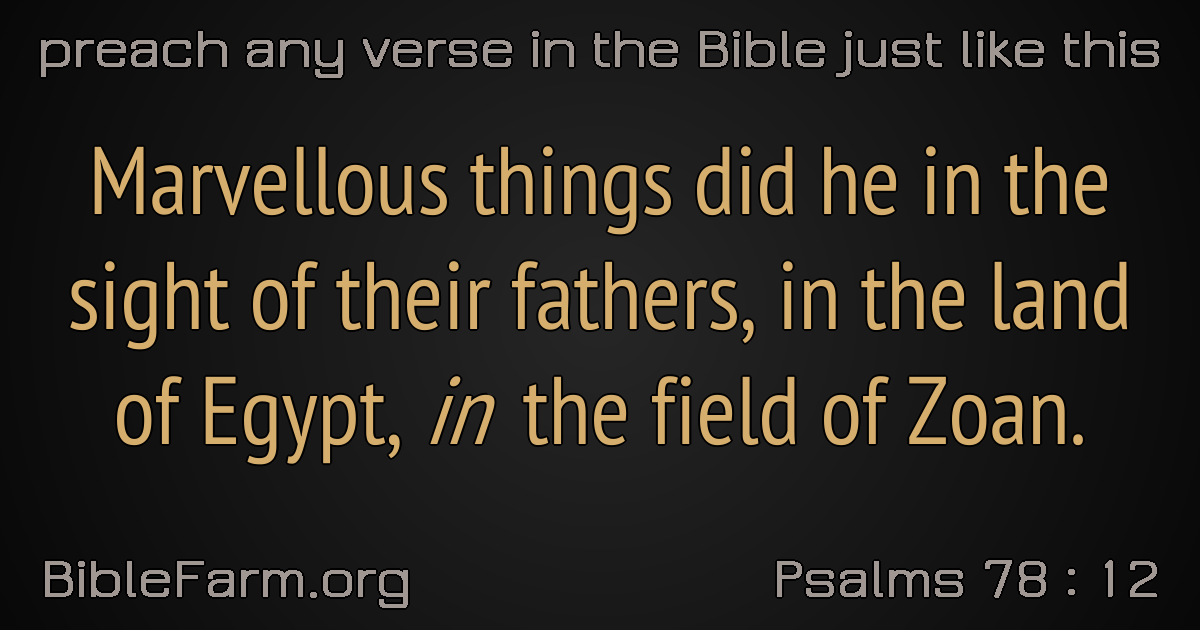 preach any verse in the Bible just like this
Marvellous things did he in the
sight of their fathers, in the land
of Egypt, in the field of Zoan.
BibleFarm.org
Psalms 78 : 12